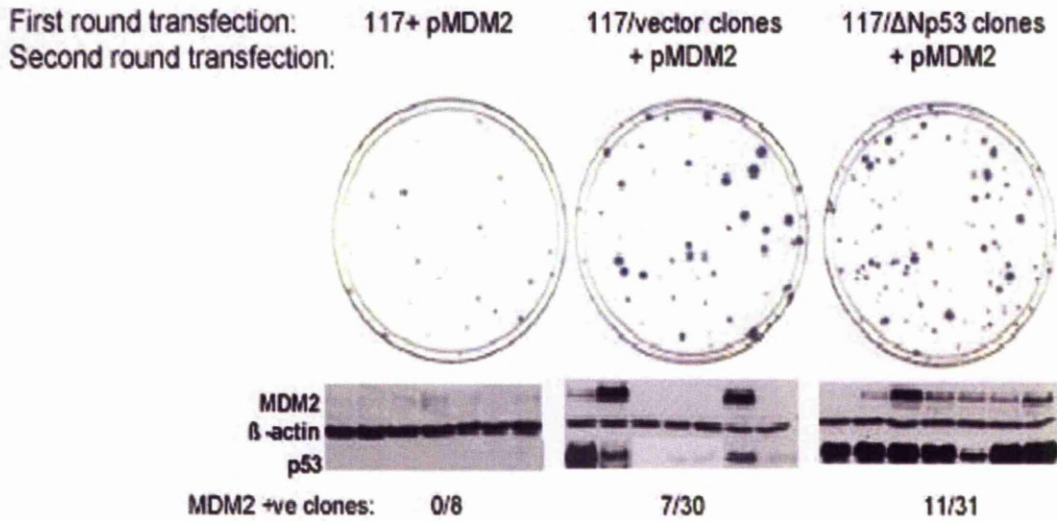 First round transfection: 117+ pMDM2 117/vector clones 117/ΔNp53 clones
Second round transfection: + pMDM2 + pMDM2
MDM2
ß-actin
p53
MDM2 +ve clones: 0/8 7/30 11/31